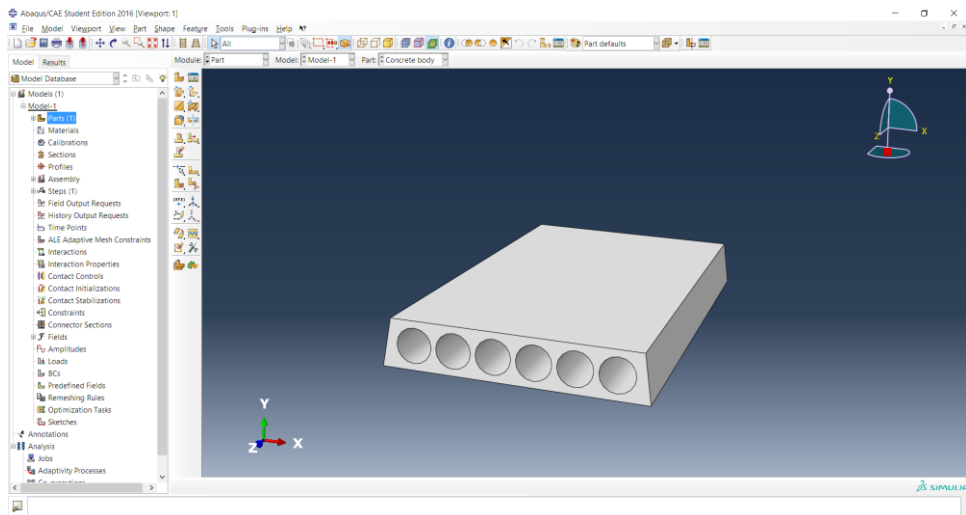 Abaqus/CAE Student Edition 2016 [Viewport: 1]
File Model Viewport View Part Shape Feature Tools Plug-ins Help
All
Part defaults
Model Results
Module: Part Model: Model-1 Part: Concrete body
Model Database
Models (1)
Model-1
Parts (1)
Materials
Calibrations
Sections
Profiles
Assembly
Steps (1)
Field Output Requests
History Output Requests
Time Points
ALE Adaptive Mesh Constraints
Interactions
Interaction Properties
Contact Controls
Contact Initializations
Contact Stabilizations
Constraints
Connector Sections
Fields
Amplitudes
Loads
BCs
Predefined Fields
Remeshing Rules
Optimization Tasks
Sketches
Annotations
Analysis
Jobs
Adaptivity Processes
Y
X
Z
Y
X
Z
SIMULIA